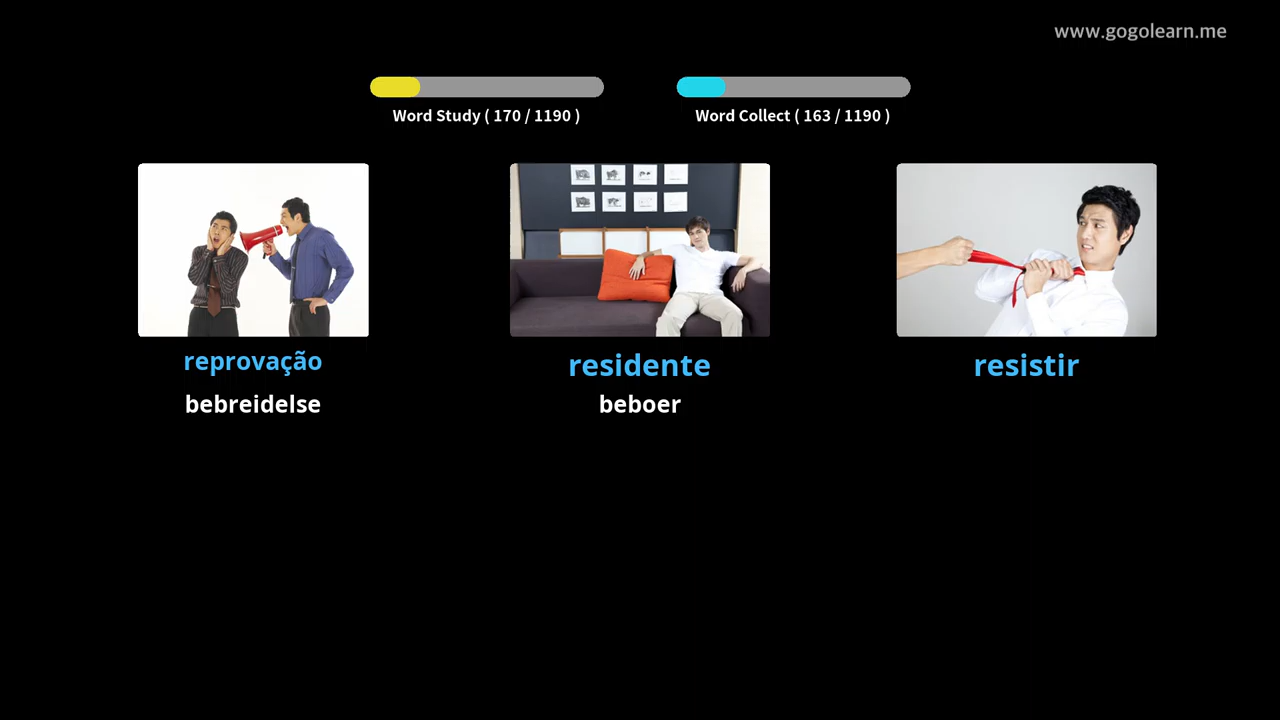 www.gogolearn.me
Word Study ( 170 / 1190 )
Word Collect ( 163 / 1190 )
reprovação
residente
resistir
bebreidelse
beboer